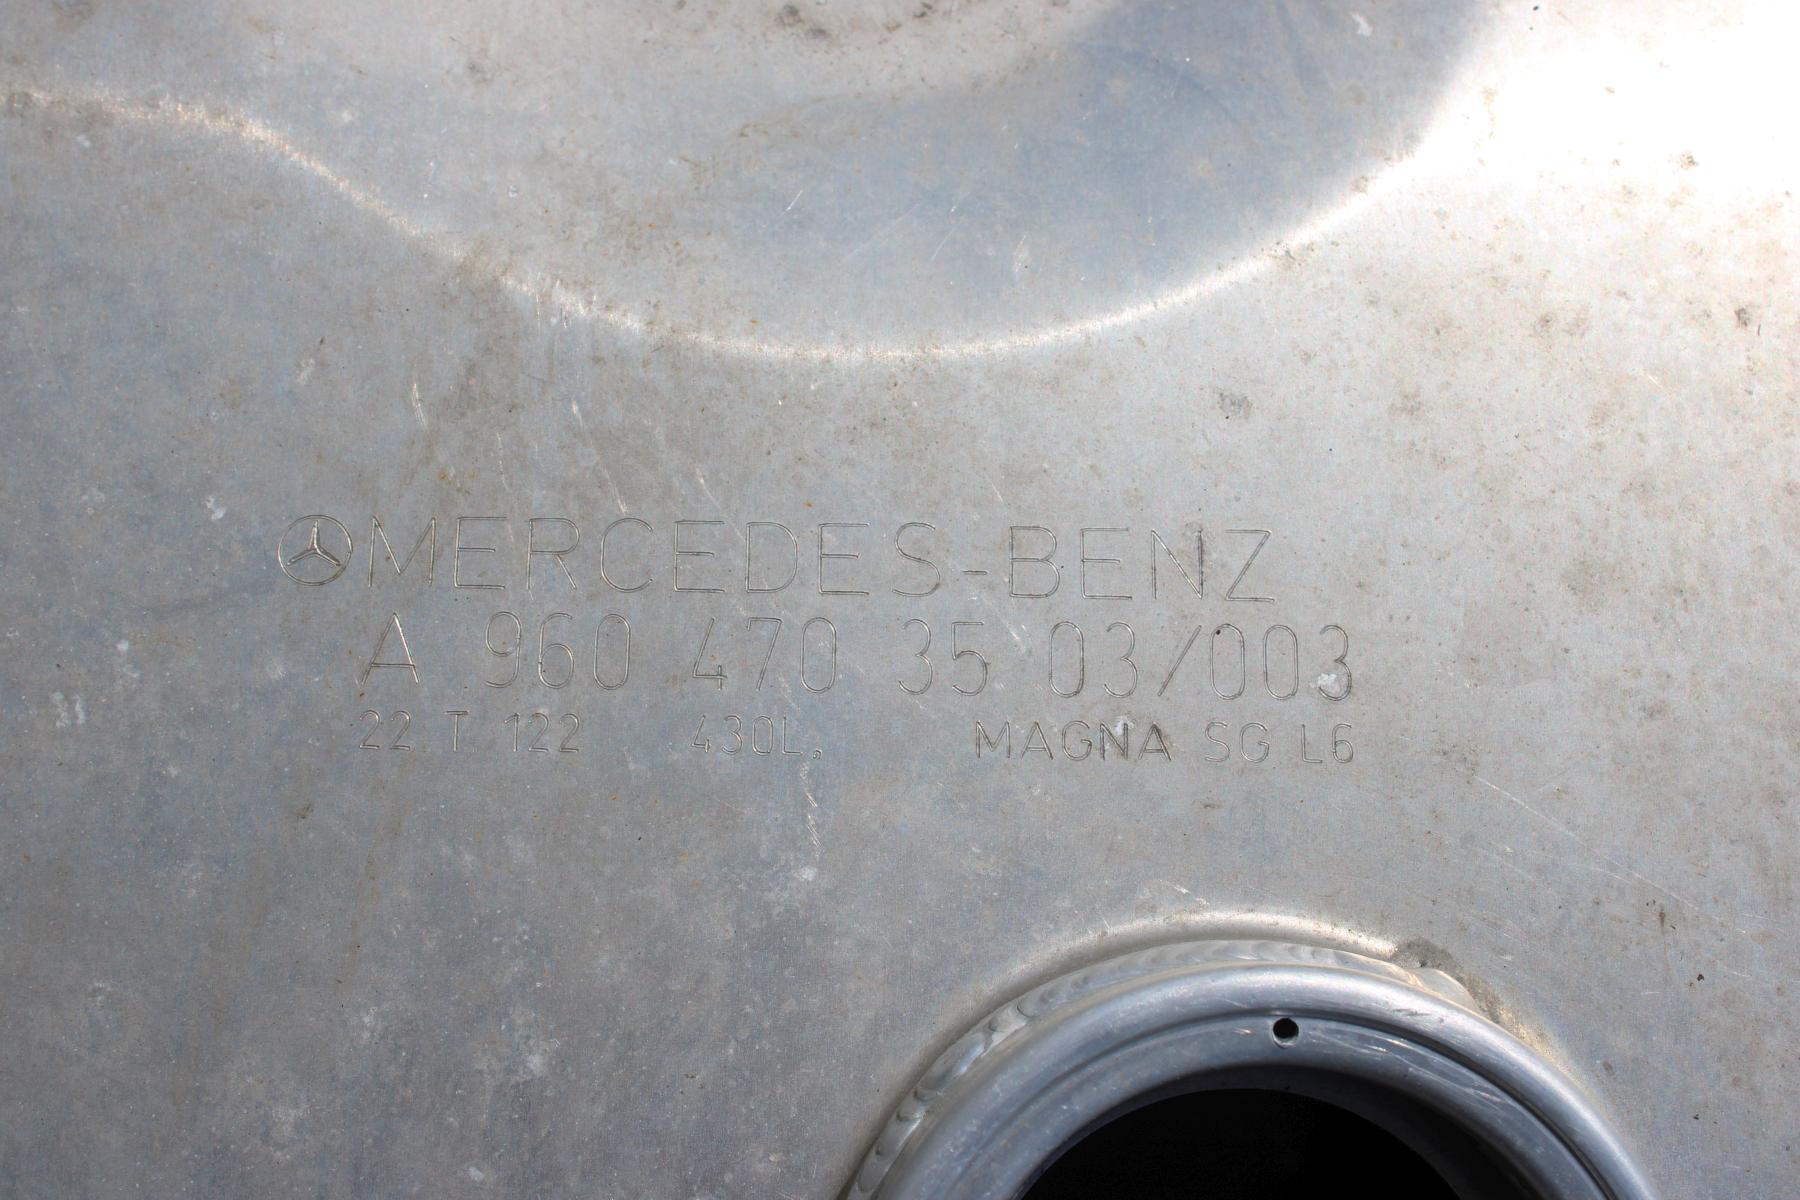 MERCEDES-BENZ
A 960 470 35 03/003
22 T 122 430L, MAGNA SG L6